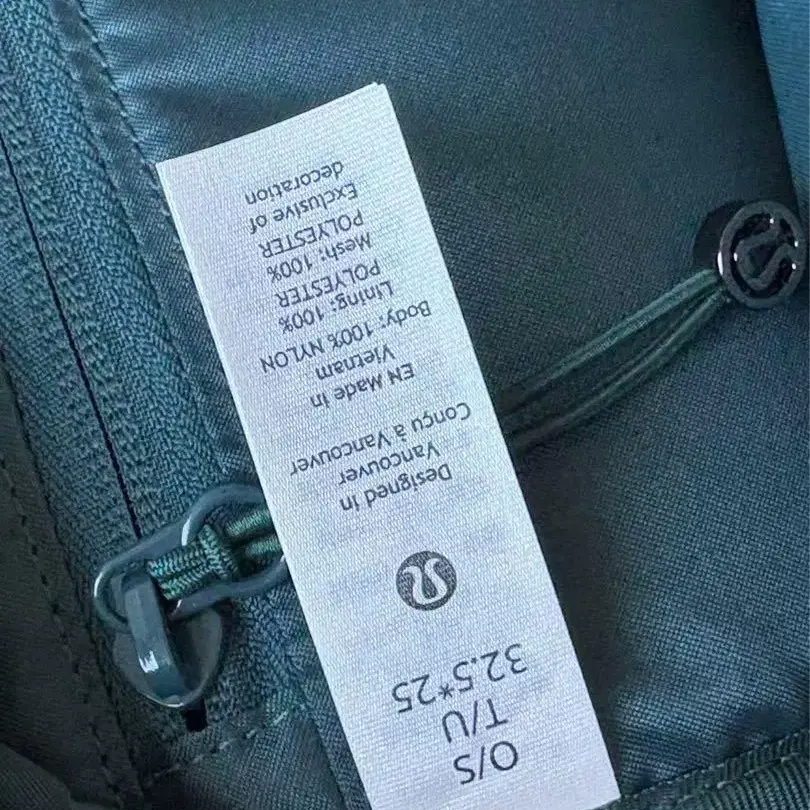 O/S
T/U
32.5*25
Designed in
Vancouver
Conçu à Vancouver
EN Made in
Vietnam
Body: 100% NYLON
Lining: 100%
POLYESTER
Mesh: 100%
POLYESTER
Exclusive of
decoration